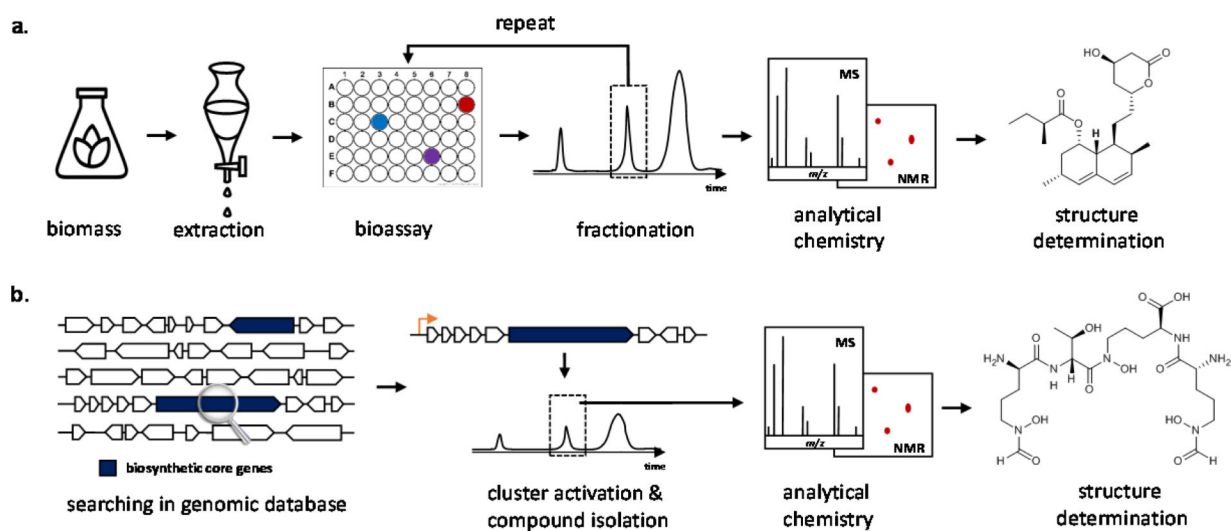 a.
repeat
1 2 3 4 5 6 7 8
A
B
C
D
E
F
time
MS
m/z
NMR
HO
O
O
O
O
H
biomass
extraction
bioassay
fractionation
analytical
chemistry
structure
determination
b.
biosynthetic core genes
searching in genomic database
time
cluster activation &
compound isolation
MS
m/z
NMR
analytical
chemistry
O
OH
OH
H2N
O
N
H
H
O
N
OH
NH
O
NH2
N
OH
H
O
HO
N
O
H
structure
determination